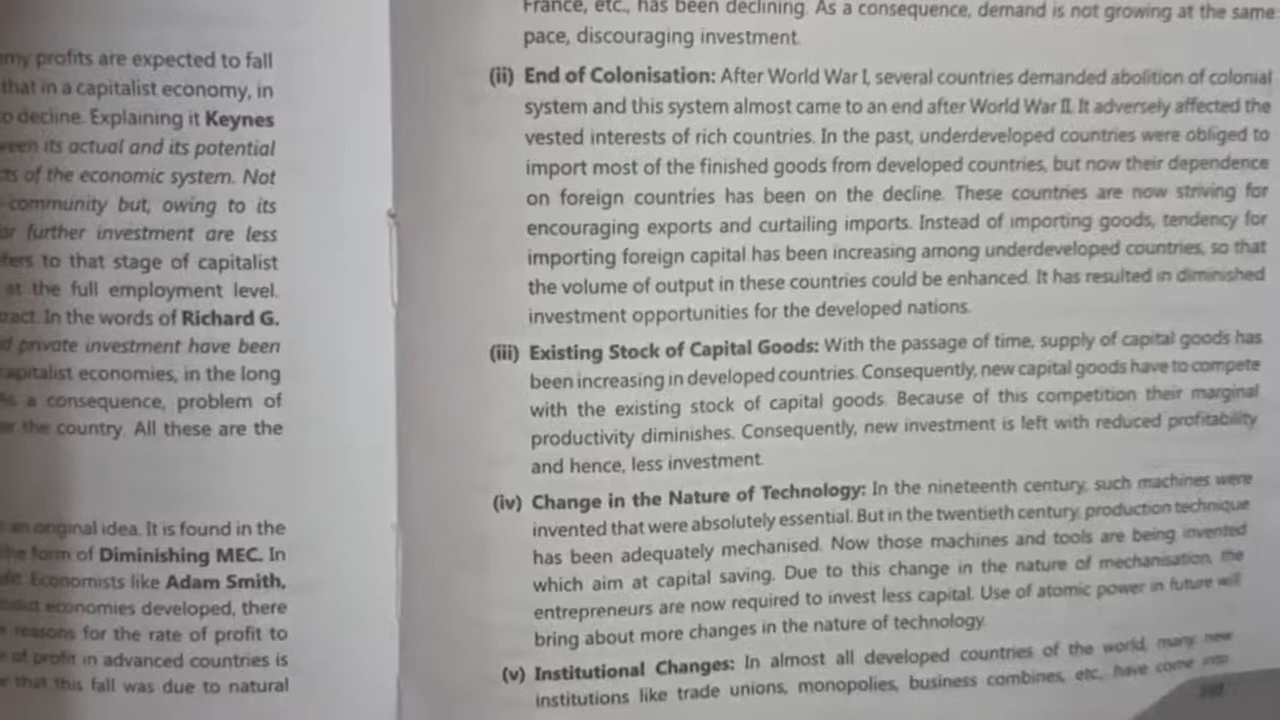 my profits are expected to fall
that in a capitalist economy, in
decline. Explaining it Keynes
its actual and its potential
of the economic system. Not
community but, owing to its
further investment are less
to that stage of capitalist
at the full employment level.
In the words of Richard G.
private investment have been
capitalist economies, in the long
a consequence, problem of
the country. All these are the
an original idea. It is found in the
the form of Diminishing MEC. In
Economists like Adam Smith,
economies developed, there
reasons for the rate of profit to
of profit in advanced countries is
that this fall was due to natural
France, etc., has been declining. As a consequence, demand is not growing at the same
pace, discouraging investment.
(ii) End of Colonisation: After World War I, several countries demanded abolition of colonial
system and this system almost came to an end after World War II. It adversely affected the
vested interests of rich countries. In the past, underdeveloped countries were obliged to
import most of the finished goods from developed countries, but now their dependence
on foreign countries has been on the decline. These countries are now striving for
encouraging exports and curtailing imports. Instead of importing goods, tendency for
importing foreign capital has been increasing among underdeveloped countries, so that
the volume of output in these countries could be enhanced. It has resulted in diminished
investment opportunities for the developed nations.
(iii) Existing Stock of Capital Goods: With the passage of time, supply of capital goods has
been increasing in developed countries. Consequently, new capital goods have to compete
with the existing stock of capital goods. Because of this competition their marginal
productivity diminishes. Consequently, new investment is left with reduced profitability
and hence, less investment.
(iv) Change in the Nature of Technology: In the nineteenth century, such machines were
invented that were absolutely essential. But in the twentieth century, production technique
has been adequately mechanised. Now those machines and tools are being invented
which aim at capital saving. Due to this change in the nature of mechanisation, the
entrepreneurs are now required to invest less capital. Use of atomic power in future will
bring about more changes in the nature of technology.
(v) Institutional Changes: In almost all developed countries of the world, many new
institutions like trade unions, monopolies, business combines, etc., have come into